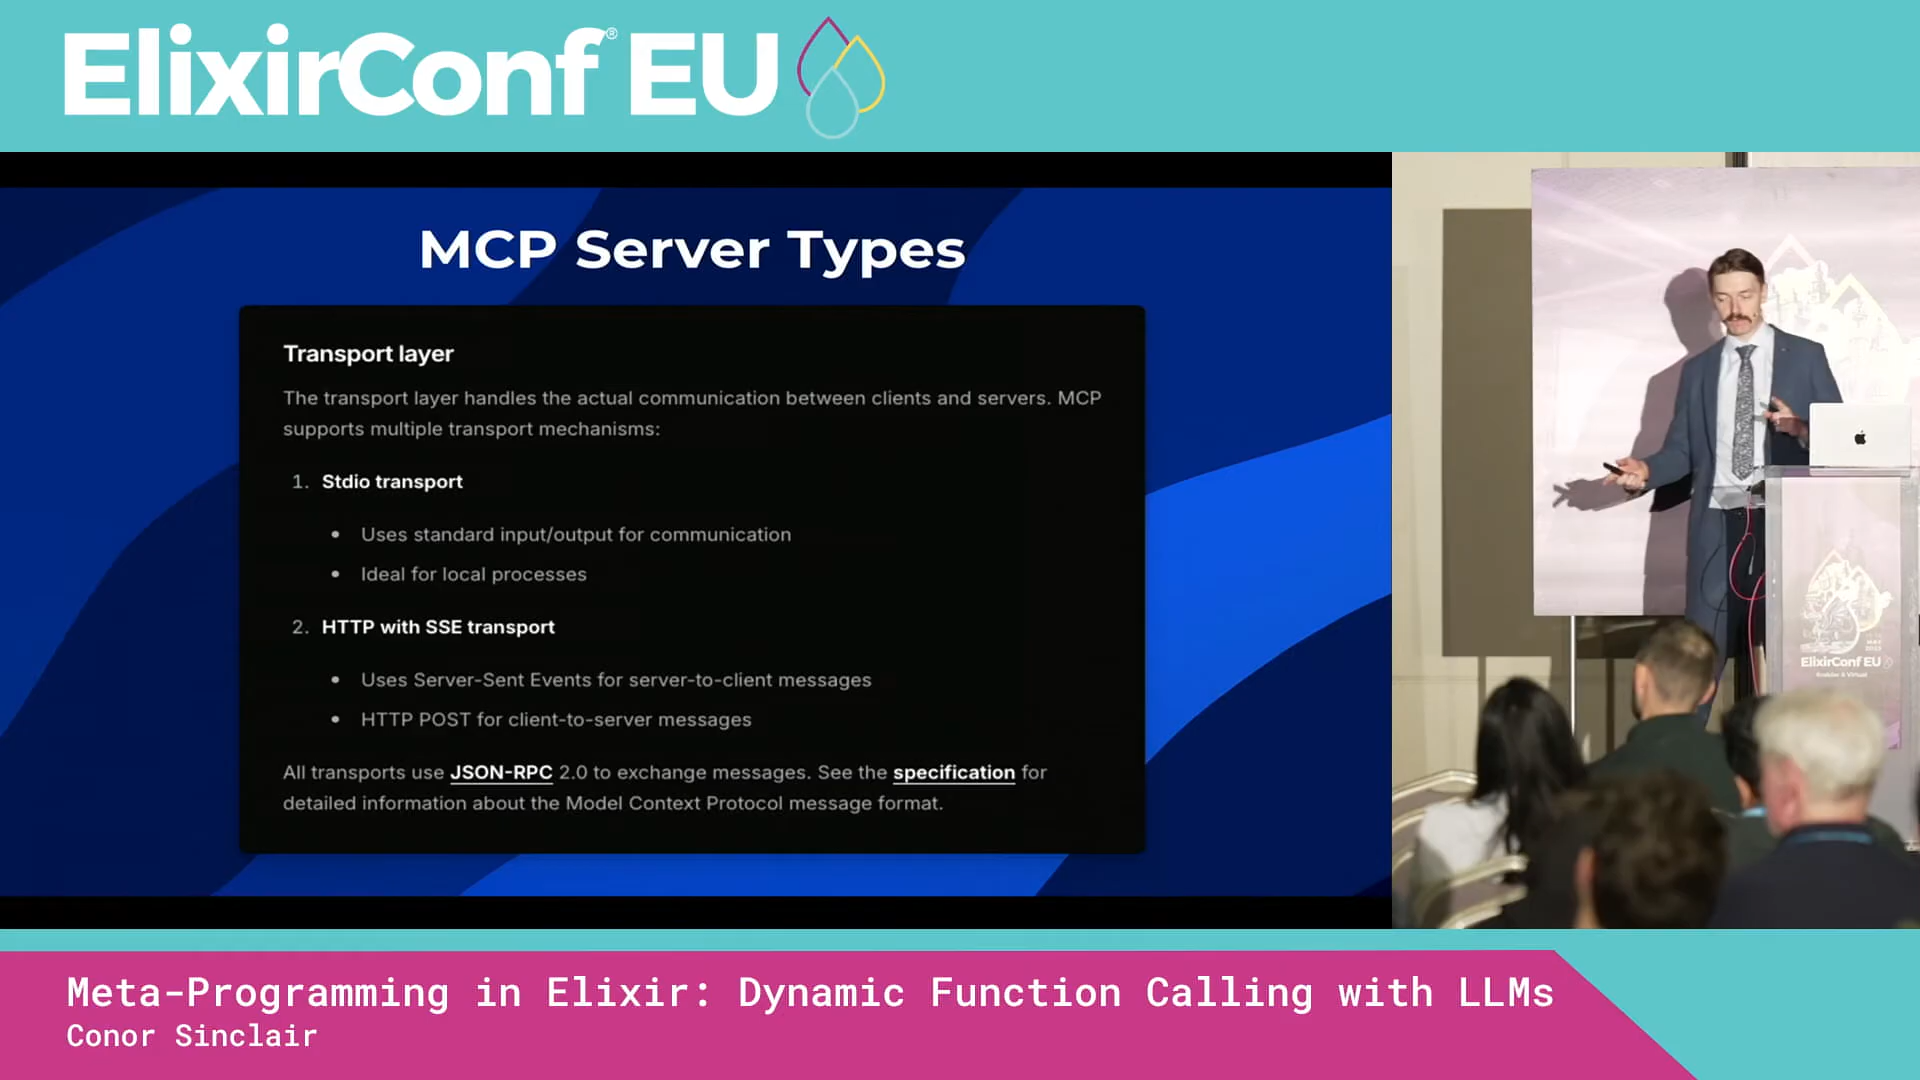 ElixirConf® EU
MCP Server Types
Transport layer
The transport layer handles the actual communication between clients and servers. MCP
supports multiple transport mechanisms:
1. Stdio transport
• Uses standard input/output for communication
• Ideal for local processes
2. HTTP with SSE transport
• Uses Server-Sent Events for server-to-client messages
• HTTP POST for client-to-server messages
All transports use JSON-RPC 2.0 to exchange messages. See the specification for
detailed information about the Model Context Protocol message format.
ElixirConf EU
Kraków & Virtual
Meta-Programming in Elixir: Dynamic Function Calling with LLMs
Conor Sinclair